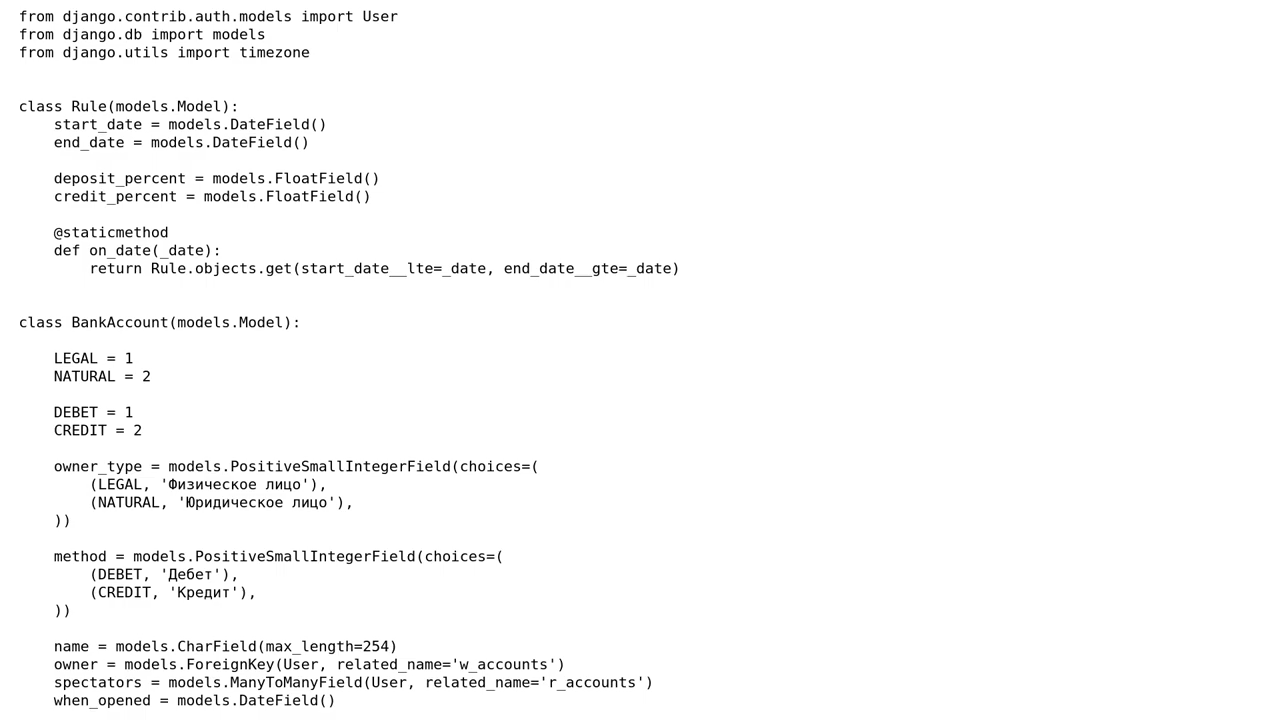 from django.contrib.auth.models import User
from django.db import models
from django.utils import timezone
class Rule(models.Model):
    start_date = models.DateField()
    end_date = models.DateField()
    deposit_percent = models.FloatField()
    credit_percent = models.FloatField()
    @staticmethod
    def on_date(_date):
        return Rule.objects.get(start_date__lte=_date, end_date__gte=_date)
class BankAccount(models.Model):
    LEGAL = 1
    NATURAL = 2
    DEBET = 1
    CREDIT = 2
    owner_type = models.PositiveSmallIntegerField(choices=(
        (LEGAL, 'Физическое лицо'),
        (NATURAL, 'Юридическое лицо'),
    ))
    method = models.PositiveSmallIntegerField(choices=(
        (DEBET, 'Дебет'),
        (CREDIT, 'Кредит'),
    ))
    name = models.CharField(max_length=254)
    owner = models.ForeignKey(User, related_name='w_accounts')
    spectators = models.ManyToManyField(User, related_name='r_accounts')
    when_opened = models.DateField()